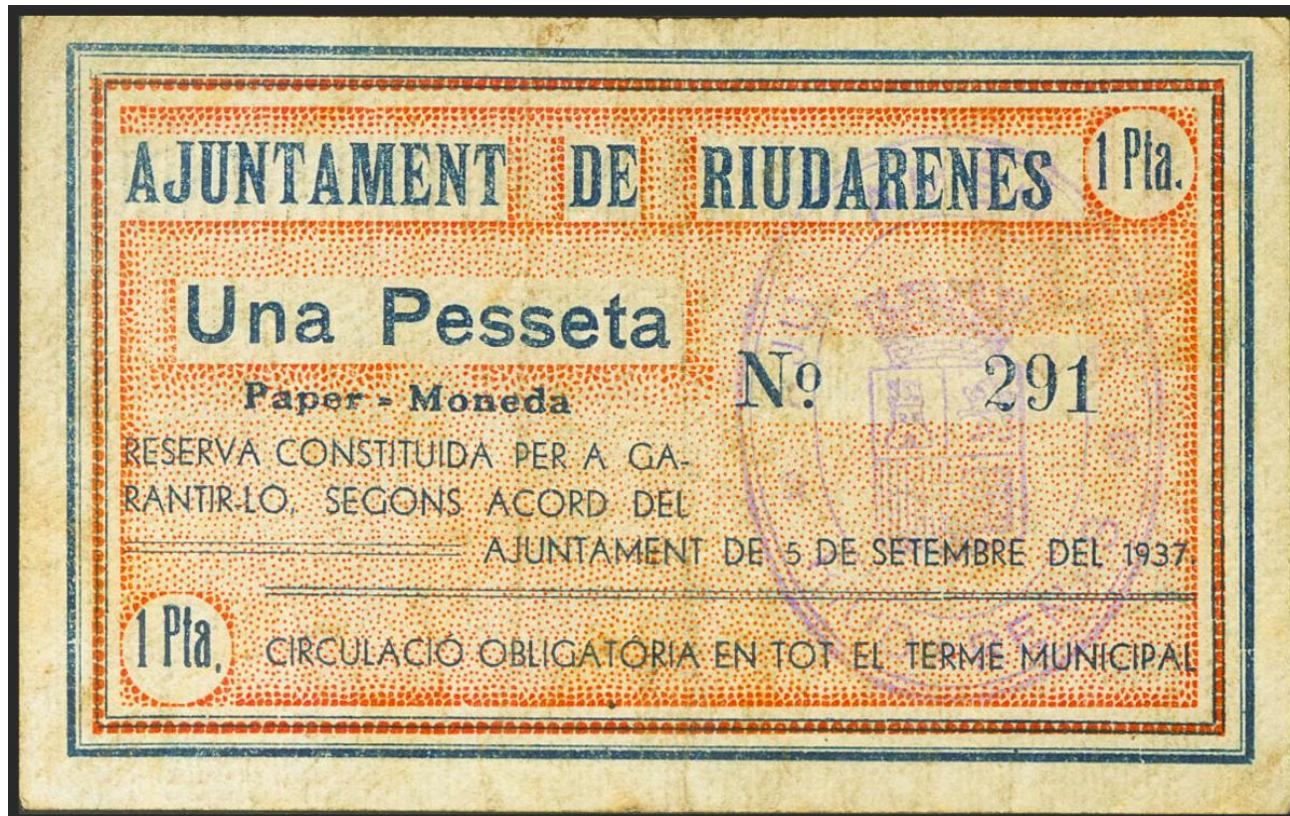 AJUNTAMENT DE RIUDARENES 1 Pta.
Una Pesseta
Nº 291
Paper - Moneda
RESERVA CONSTITUIDA PER A GA-
RANTIR-LO, SEGONS ACORD DEL
AJUNTAMENT DE 5 DE SETEMBRE DEL 1937.
1 Pta.
CIRCULACIÓ OBLIGATÓRIA EN TOT EL TERME MUNICIPAL